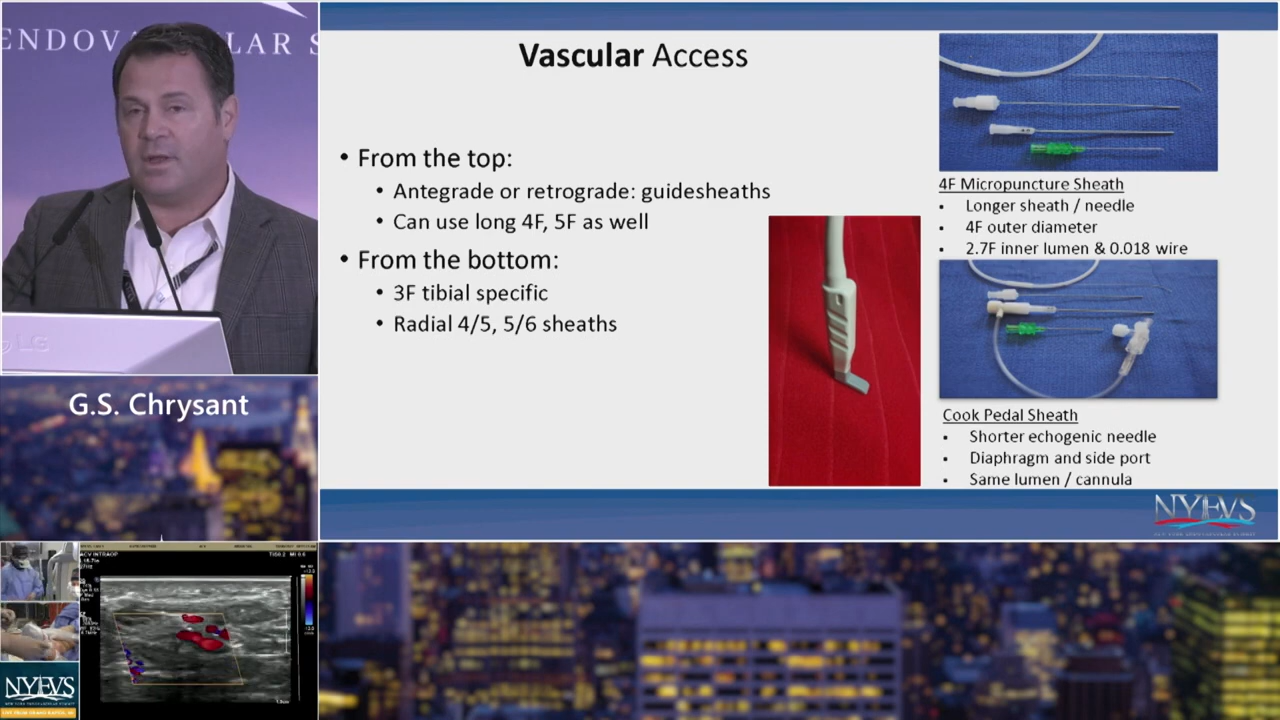 ENDOVA
LAR S
LG
G.S. Chrysant
Vascular Access
• From the top:
• Antegrade or retrograde: guidesheaths
• Can use long 4F, 5F as well
• From the bottom:
• 3F tibial specific
• Radial 4/5, 5/6 sheaths
4F Micropuncture Sheath
▪ Longer sheath / needle
▪ 4F outer diameter
▪ 2.7F inner lumen & 0.018 wire
Cook Pedal Sheath
▪ Shorter echogenic needle
▪ Diaphragm and side port
▪ Same lumen / cannula
NYEVS
ACV INTRAOP
NYEVS